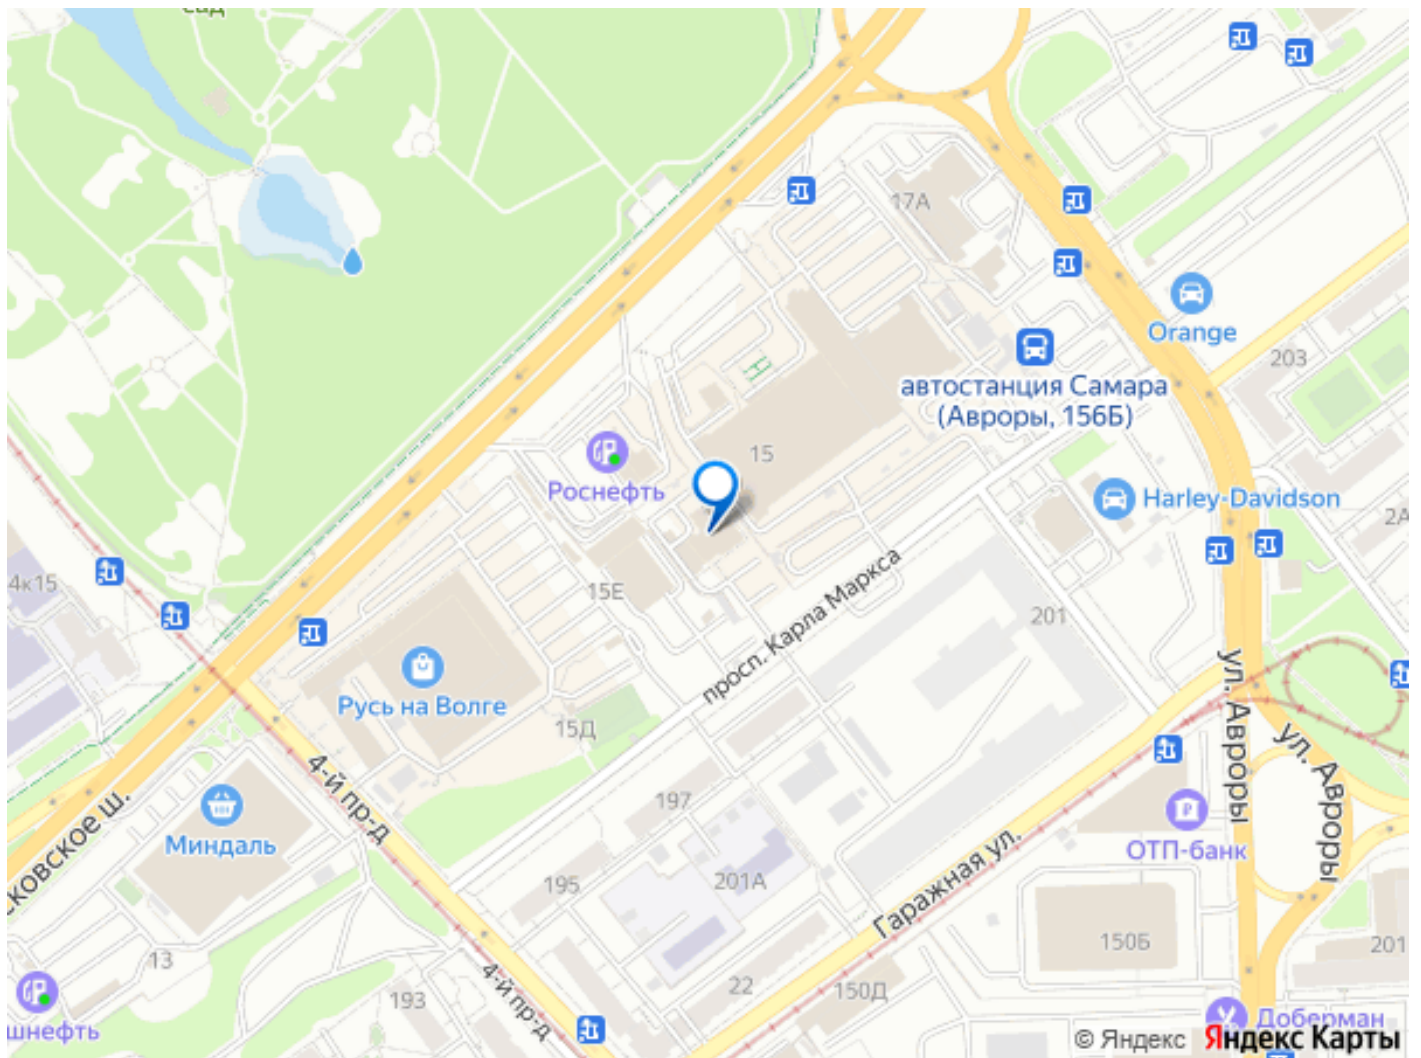 сад
17А
Orange
203
автостанция Самара
(Авроры, 156Б)
15
Роснефть
Harley-Davidson
2А
4к15
15Е
просп. Карла Маркса
201
ул. Авроры
ул. Авроры
Русь на Волге
15Д
4-й пр-д
197
Миндаль
ОТП-банк
195
201А
Гаражная ул.
150Б
201
13
193
4-й пр-д
22
150Д
Доберман
© Яндекс Яндекс Карты